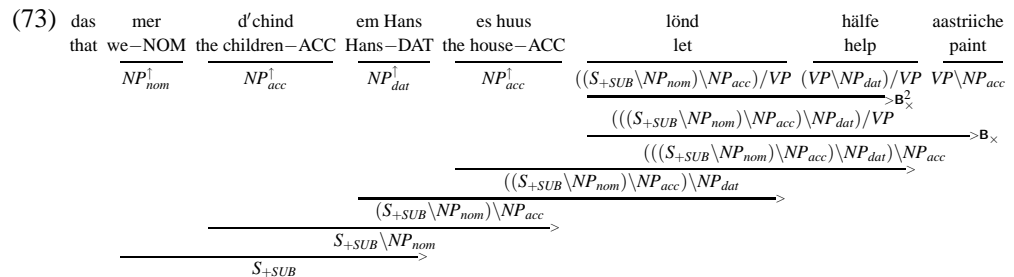 (73) das mer d'chind em Hans es huus lönd hälfe aastriiche
that we−NOM the children−ACC Hans−DAT the house−ACC let help paint
NP↑nom NP↑acc NP↑dat NP↑acc ((S+SUB\NPnom)\NPacc)/VP (VP\NPdat)/VP VP\NPacc
>B²×
(((S+SUB\NPnom)\NPacc)\NPdat)/VP
>B×
(((S+SUB\NPnom)\NPacc)\NPdat)\NPacc
>
((S+SUB\NPnom)\NPacc)\NPdat
>
(S+SUB\NPnom)\NPacc
>
S+SUB\NPnom
>
S+SUB